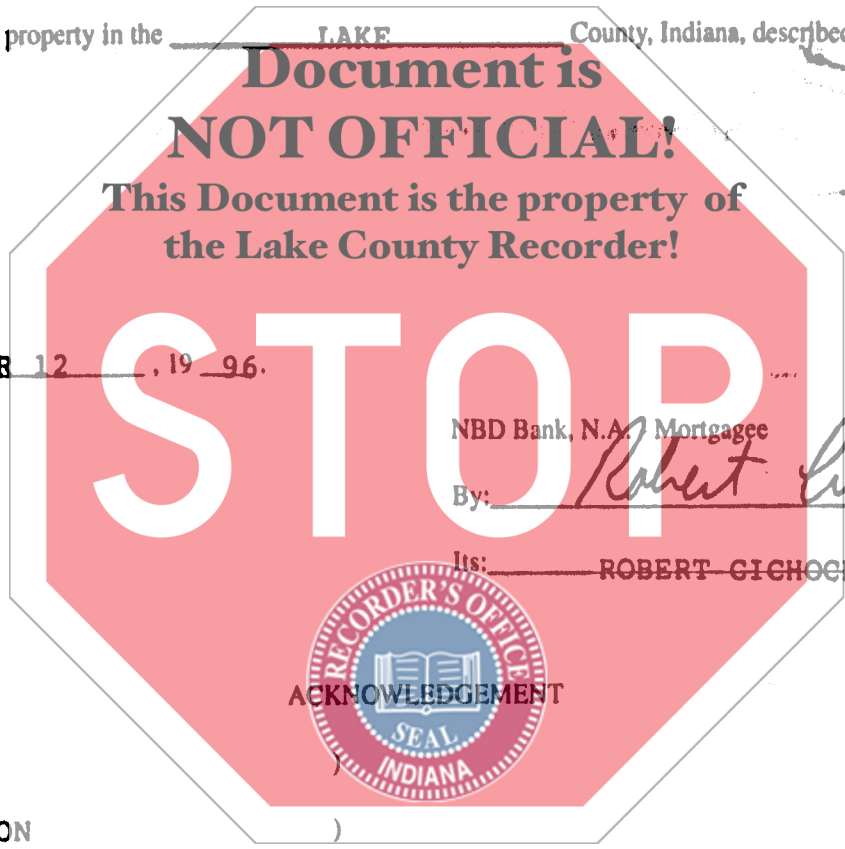 property in the LAKE County, Indiana, described
Document is
NOT OFFICIAL!
This Document is the property of
the Lake County Recorder!
STOP
R 12 , 19 96.
NBD Bank, N.A. - Mortgagee
By: Robert
Its: ROBERT GICHOC
RECORDER'S OFFICE
ACKNOWLEDGEMENT
SEAL
INDIANA
)
ON )